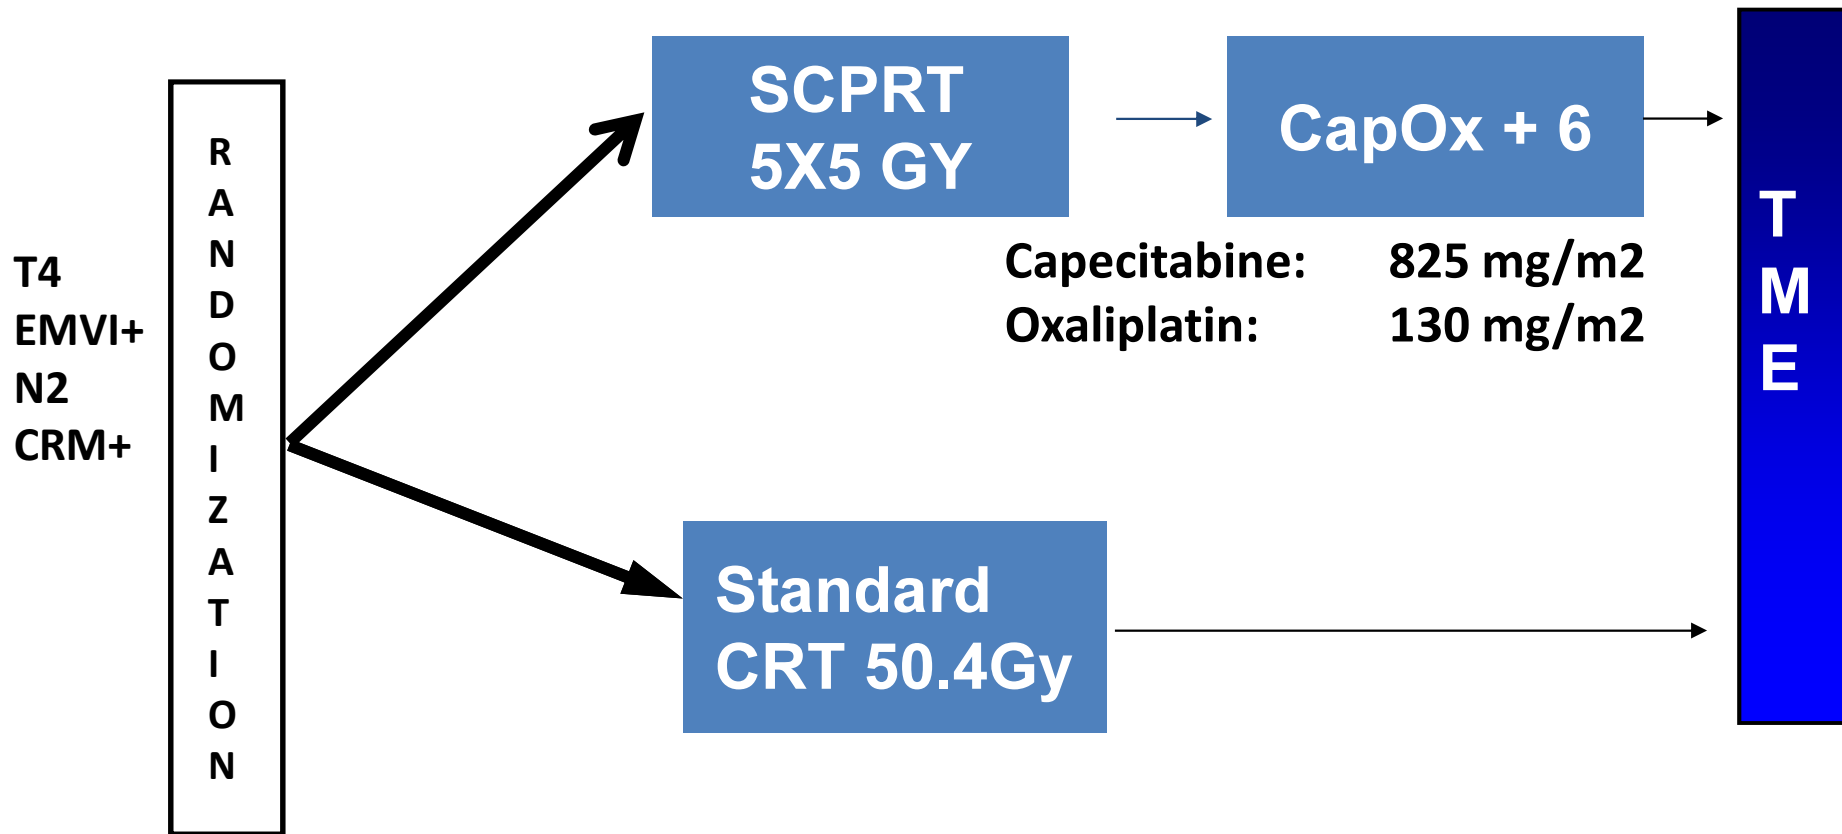 T4
EMVI+
N2
CRM+
R
A
N
D
O
M
I
Z
A
T
I
O
N
SCPRT
5X5 GY
CapOx + 6
Capecitabine: 825 mg/m2
Oxaliplatin: 130 mg/m2
Standard
CRT 50.4Gy
T
M
E